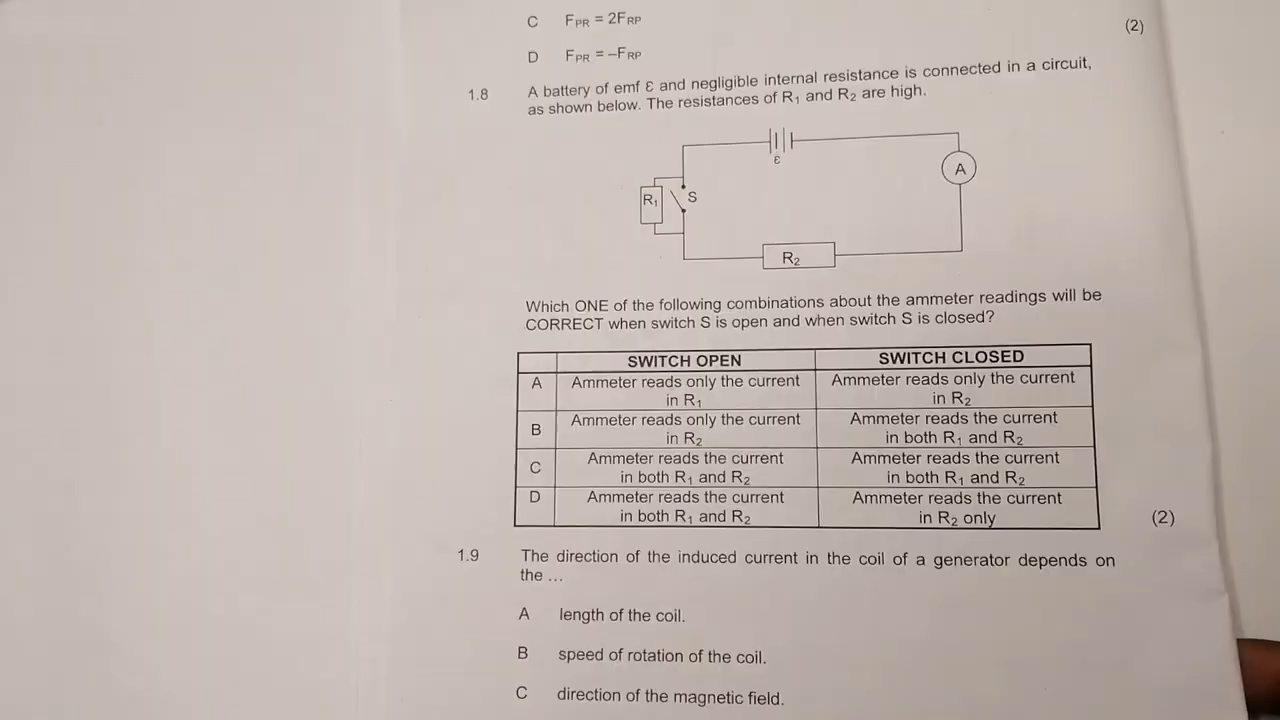 C FPR = 2FRP
(2)
D FPR = –FRP
1.8 A battery of emf Ɛ and negligible internal resistance is connected in a circuit,
as shown below. The resistances of R1 and R2 are high.
ε
A
R1
S
R2
Which ONE of the following combinations about the ammeter readings will be
CORRECT when switch S is open and when switch S is closed?
SWITCH OPEN SWITCH CLOSED
A Ammeter reads only the current Ammeter reads only the current
in R1 in R2
B Ammeter reads only the current Ammeter reads the current
in R2 in both R1 and R2
C Ammeter reads the current Ammeter reads the current
in both R1 and R2 in both R1 and R2
D Ammeter reads the current Ammeter reads the current
in both R1 and R2 in R2 only
(2)
1.9 The direction of the induced current in the coil of a generator depends on
the ...
A length of the coil.
B speed of rotation of the coil.
C direction of the magnetic field.